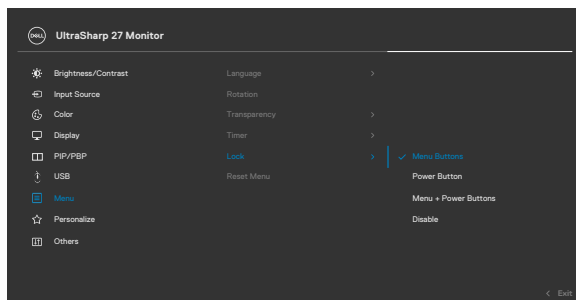 DELL
UltraSharp 27 Monitor
Brightness/Contrast
Language
Input Source
Rotation
Color
Transparency
Display
Timer
PIP/PBP
Lock
Menu Buttons
USB
Reset Menu
Power Button
Menu
Menu + Power Buttons
Personalize
Disable
Others
Exit